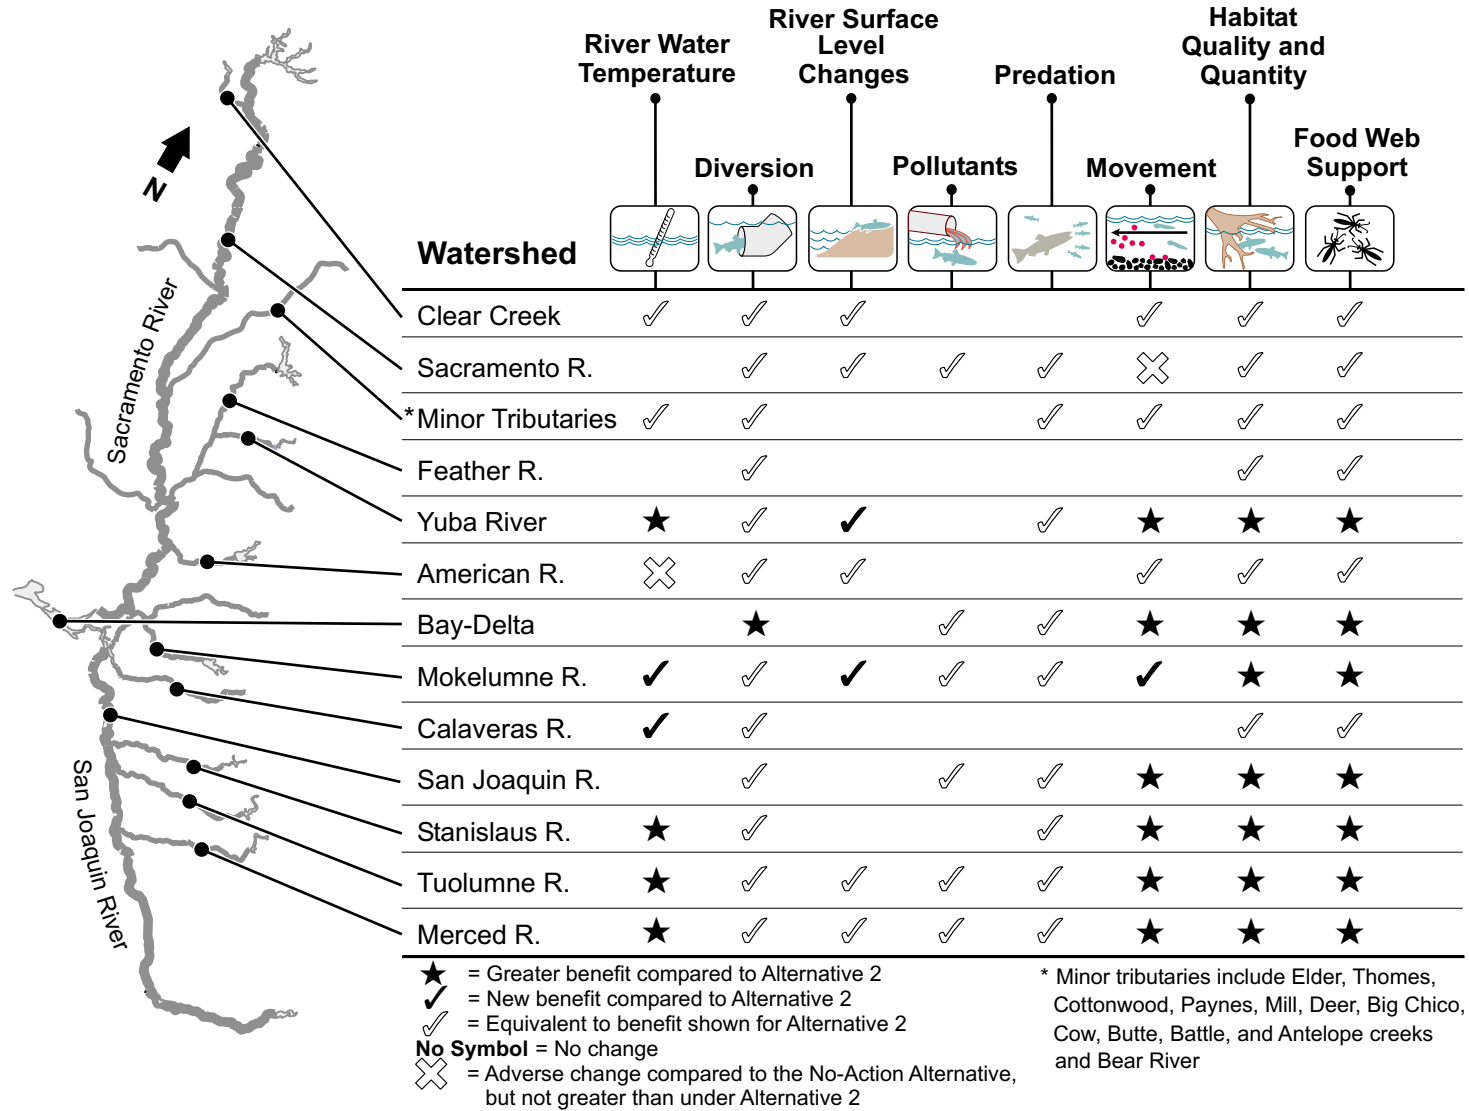 River Water
Temperature
Diversion
River Surface
Level
Changes
Pollutants
Predation
Movement
Habitat
Quality and
Quantity
Food Web
Support
N
Watershed
Clear Creek
Sacramento R.
*Minor Tributaries
Feather R.
Yuba River
American R.
Bay-Delta
Mokelumne R.
Calaveras R.
San Joaquin R.
Stanislaus R.
Tuolumne R.
Merced R.
Sacramento River
San Joaquin River
★ = Greater benefit compared to Alternative 2
✓ = New benefit compared to Alternative 2
= Equivalent to benefit shown for Alternative 2
No Symbol = No change
= Adverse change compared to the No-Action Alternative,
but not greater than under Alternative 2
* Minor tributaries include Elder, Thomes,
Cottonwood, Paynes, Mill, Deer, Big Chico,
Cow, Butte, Battle, and Antelope creeks
and Bear River